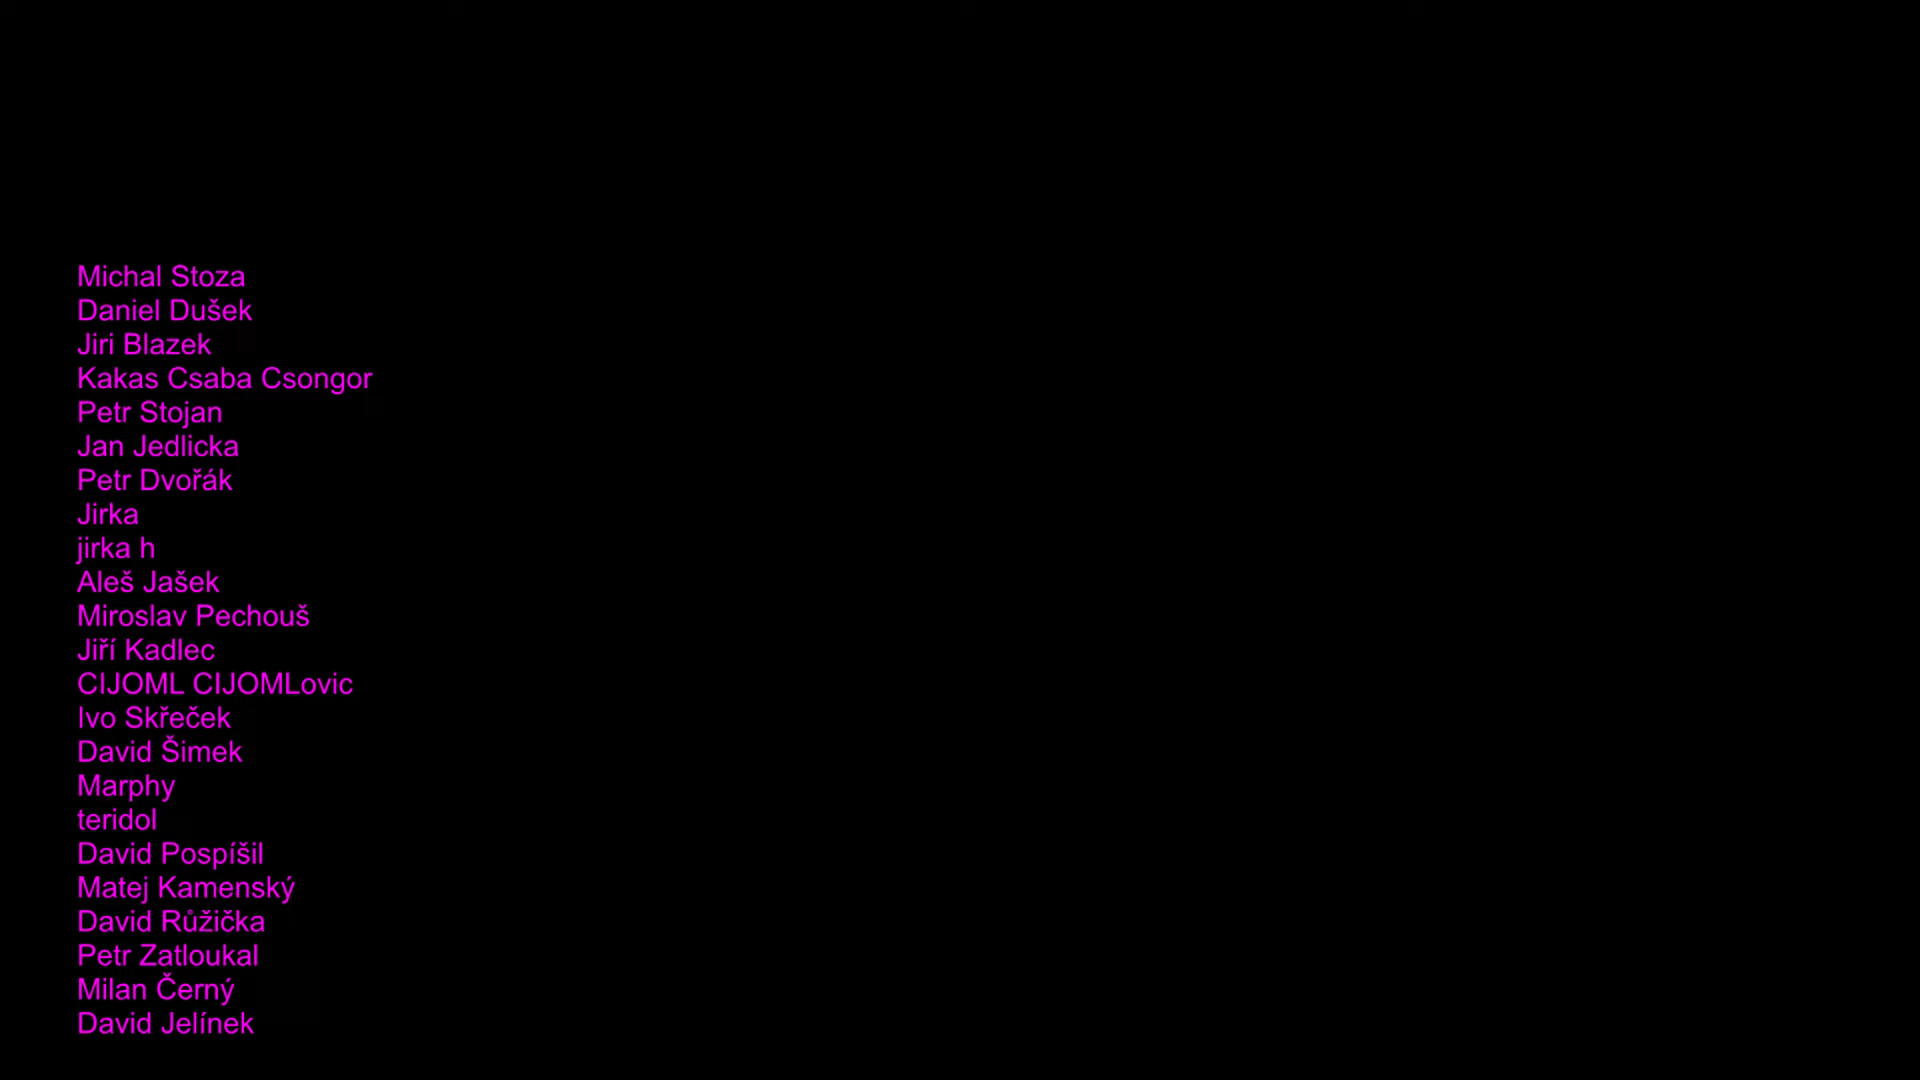 Michal Stoza
Daniel Dušek
Jiri Blazek
Kakas Csaba Csongor
Petr Stojan
Jan Jedlicka
Petr Dvořák
Jirka
jirka h
Aleš Jašek
Miroslav Pechouš
Jiří Kadlec
CIJOML CIJOMLovic
Ivo Skřeček
David Šimek
Marphy
teridol
David Pospíšil
Matej Kamenský
David Růžička
Petr Zatloukal
Milan Černý
David Jelínek